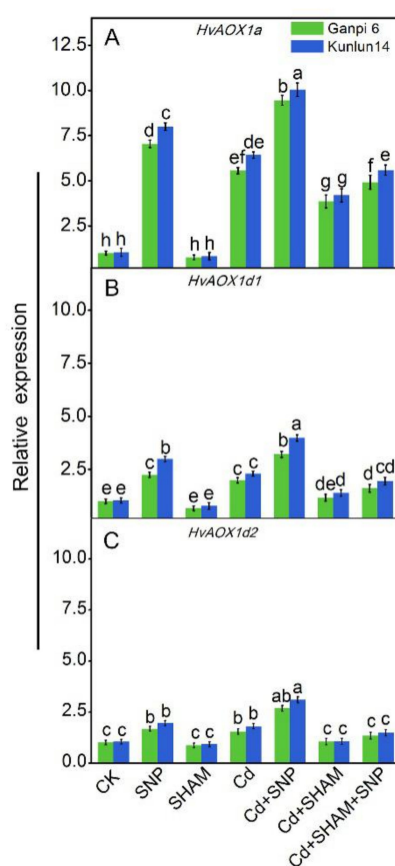 A
HvAOX1a
Ganpi 6
Kunlun14
12.5
10.0
7.5
5.0
2.5
h h
d c
h h
ef de
b a
g g
f e
B
HvAOX1d1
10.0
7.5
5.0
2.5
e e
c b
e e
c c
b a
de d
d cd
C
HvAOX1d2
10.0
7.5
5.0
2.5
0.0
c c
b b
c c
b b
ab a
c c
c c
Relative expression
CK
SNP
SHAM
Cd
Cd+SNP
Cd+SHAM
Cd+SHAM+SNP